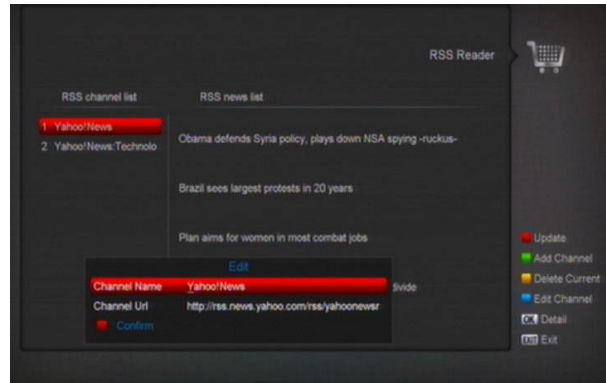 RSS Reader
RSS channel list
RSS news list
1 Yahoo!News
2 Yahoo!News:Technolo
Obama defends Syria policy, plays down NSA spying -ruckus-
Brazil sees largest protests in 20 years
Plan aims for women in most combat jobs
divide
Edit
Channel Name Yahoo!News
Channel Url http://rss.news.yahoo.com/rss/yahoonewsr
Confirm
Update
Add Channel
Delete Current
Edit Channel
OK Detail
EXIT Exit